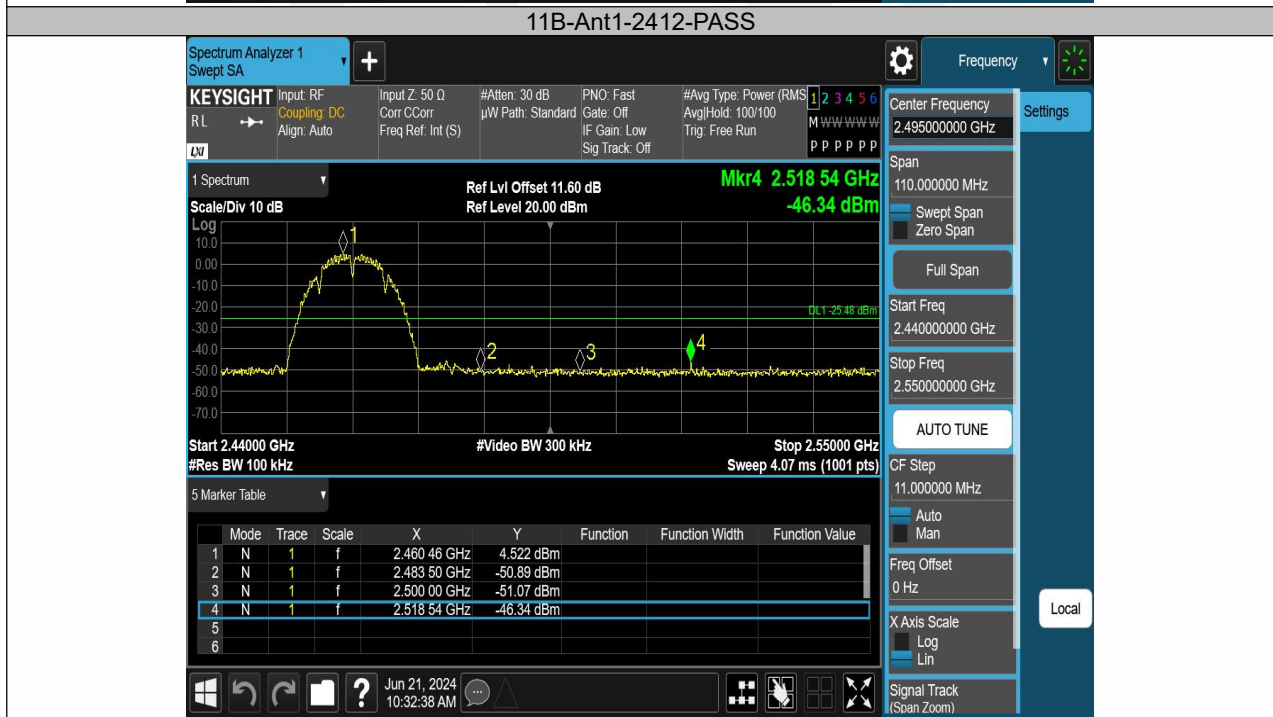 11B-Ant1-2412-PASS
Spectrum Analyzer 1
Swept SA
+
Frequency
KEYSIGHT
RL
LXI
Input: RF
Coupling: DC
Align: Auto
Input Z: 50 Ω
Corr CCorr
Freq Ref: Int (S)
#Atten: 30 dB
µW Path: Standard
PNO: Fast
Gate: Off
IF Gain: Low
Sig Track: Off
#Avg Type: Power (RMS
Avg|Hold: 100/100
Trig: Free Run
1 2 3 4 5 6
M W W W W W
P P P P P P
1 Spectrum
Scale/Div 10 dB
Ref Lvl Offset 11.60 dB
Ref Level 20.00 dBm
Mkr4 2.518 54 GHz
-46.34 dBm
Log
10.0
0.00
-10.0
-20.0
-30.0
-40.0
-50.0
-60.0
-70.0
1
2
3
4
DL1 -25.48 dBm
Start 2.44000 GHz
#Video BW 300 kHz
Stop 2.55000 GHz
#Res BW 100 kHz
Sweep 4.07 ms (1001 pts)
5 Marker Table
Mode Trace Scale X Y Function Function Width Function Value
1 N 1 f 2.460 46 GHz 4.522 dBm
2 N 1 f 2.483 50 GHz -50.89 dBm
3 N 1 f 2.500 00 GHz -51.07 dBm
4 N 1 f 2.518 54 GHz -46.34 dBm
5
6
?
Jun 21, 2024
10:32:38 AM
Center Frequency
2.495000000 GHz
Settings
Span
110.000000 MHz
Swept Span
Zero Span
Full Span
Start Freq
2.440000000 GHz
Stop Freq
2.550000000 GHz
AUTO TUNE
CF Step
11.000000 MHz
Auto
Man
Freq Offset
0 Hz
Local
X Axis Scale
Log
Lin
Signal Track
(Span Zoom)